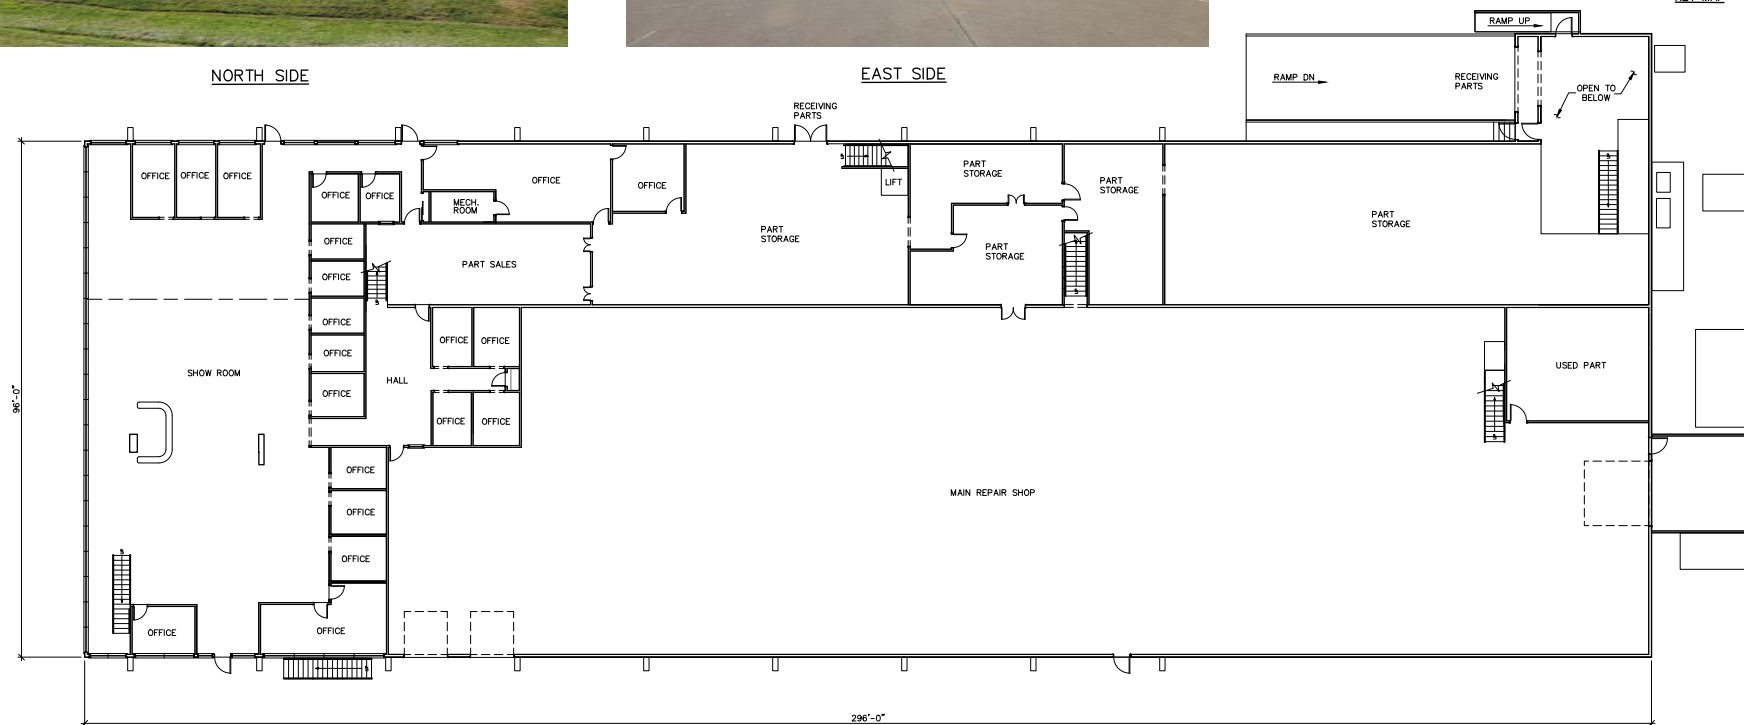 NORTH SIDE
EAST SIDE
RAMP UP
RAMP DN
RECEIVING
PARTS
OPEN TO
BELOW
RECEIVING
PARTS
OFFICE
OFFICE
OFFICE
OFFICE
OFFICE
OFFICE
MECH.
ROOM
OFFICE
LIFT
PART
STORAGE
PART
STORAGE
PART
STORAGE
PART
STORAGE
PART
STORAGE
OFFICE
OFFICE
PART SALES
OFFICE
OFFICE
OFFICE
OFFICE
OFFICE
SHOW ROOM
HALL
USED PART
96'-0"
OFFICE
OFFICE
OFFICE
OFFICE
MAIN REPAIR SHOP
OFFICE
OFFICE
OFFICE
OFFICE
296'-0"